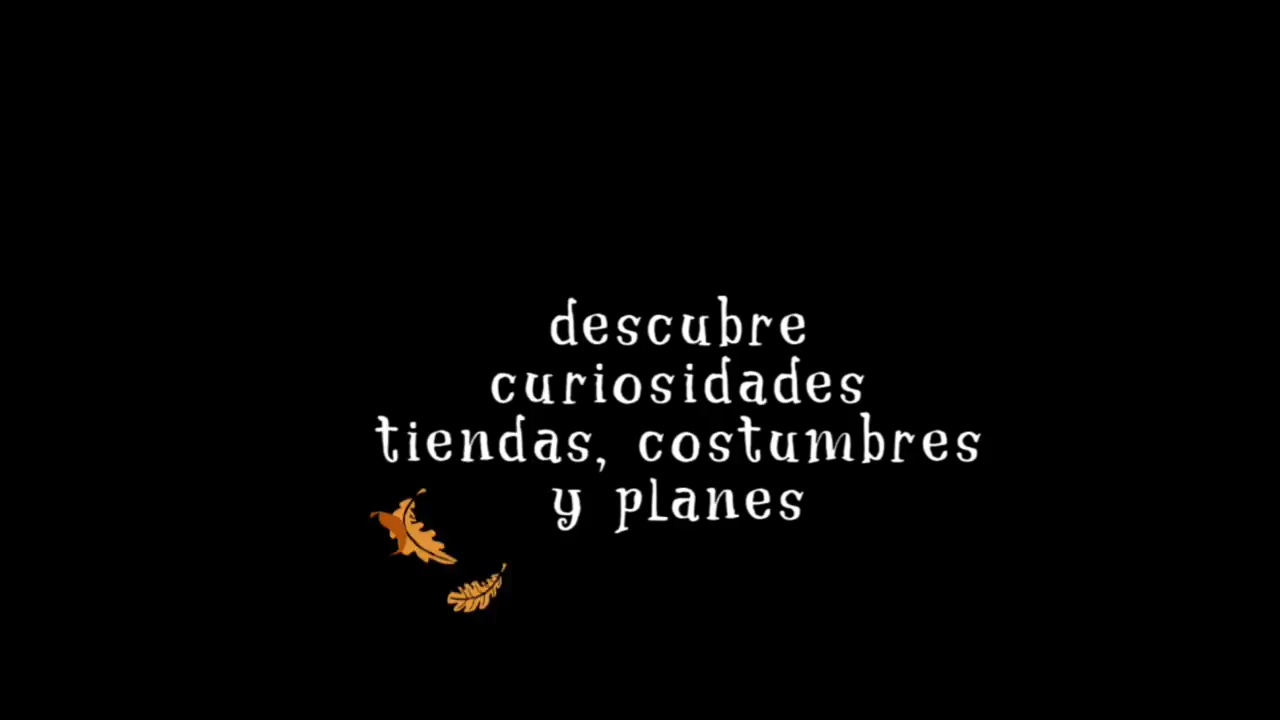 descubre
curiosidades
tiendas, costumbres
y planes